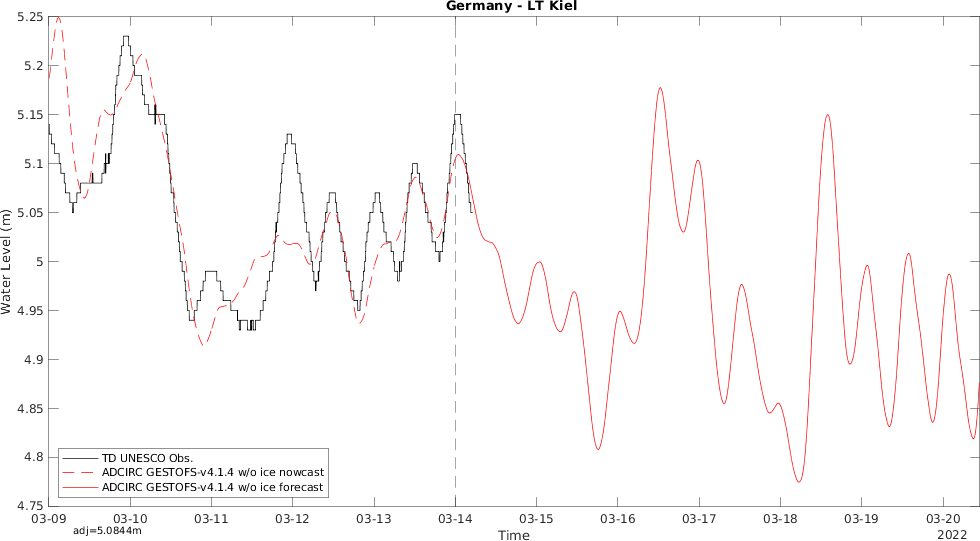 Germany - LT Kiel
5.25
5.2
5.15
5.1
5.05
5
4.95
4.9
4.85
4.8
4.75
Water Level (m)
TD UNESCO Obs.
ADCIRC GESTOFS-v4.1.4 w/o ice nowcast
ADCIRC GESTOFS-v4.1.4 w/o ice forecast
03-09 03-10 03-11 03-12 03-13 03-14 03-15 03-16 03-17 03-18 03-19 03-20
adj=5.0844m
Time
2022